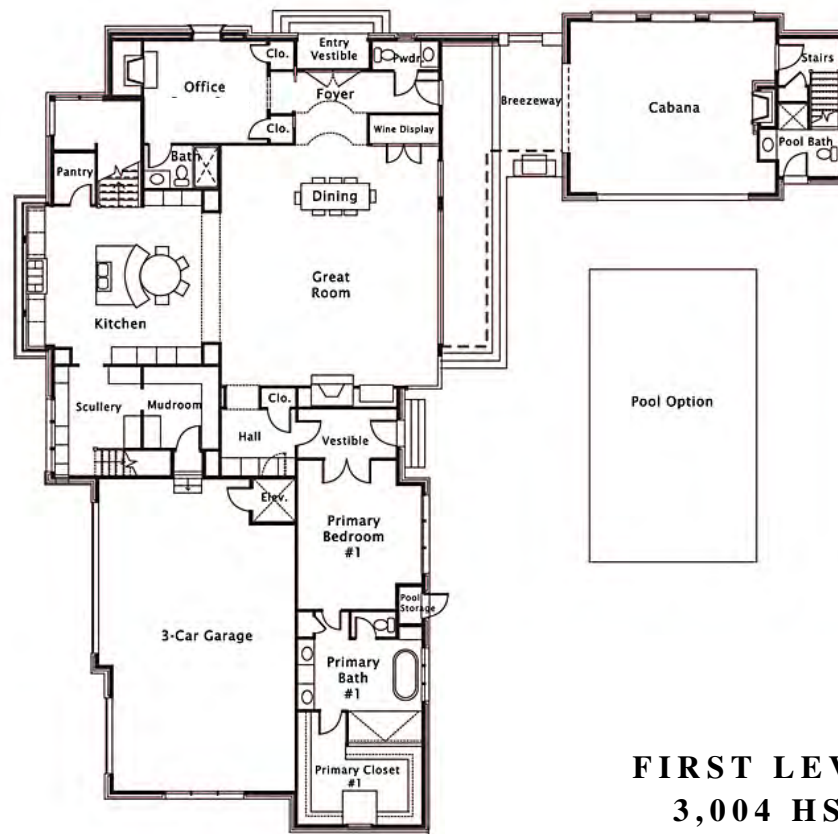 Clo.
Entry
Vestible
Pwdr.
Stairs
Office
Foyer
Breezeway
Cabana
Clo.
Wine Display
Pool Bath
Bath
Pantry
Dining
Great
Room
Kitchen
Pool Option
Scullery
Mudroom
Clo.
Hall
Vestible
Elev.
Primary
Bedroom
#1
Pool
Storage
3-Car Garage
Primary
Bath
#1
Primary Closet
#1
FIRST LEV
3,004 HS